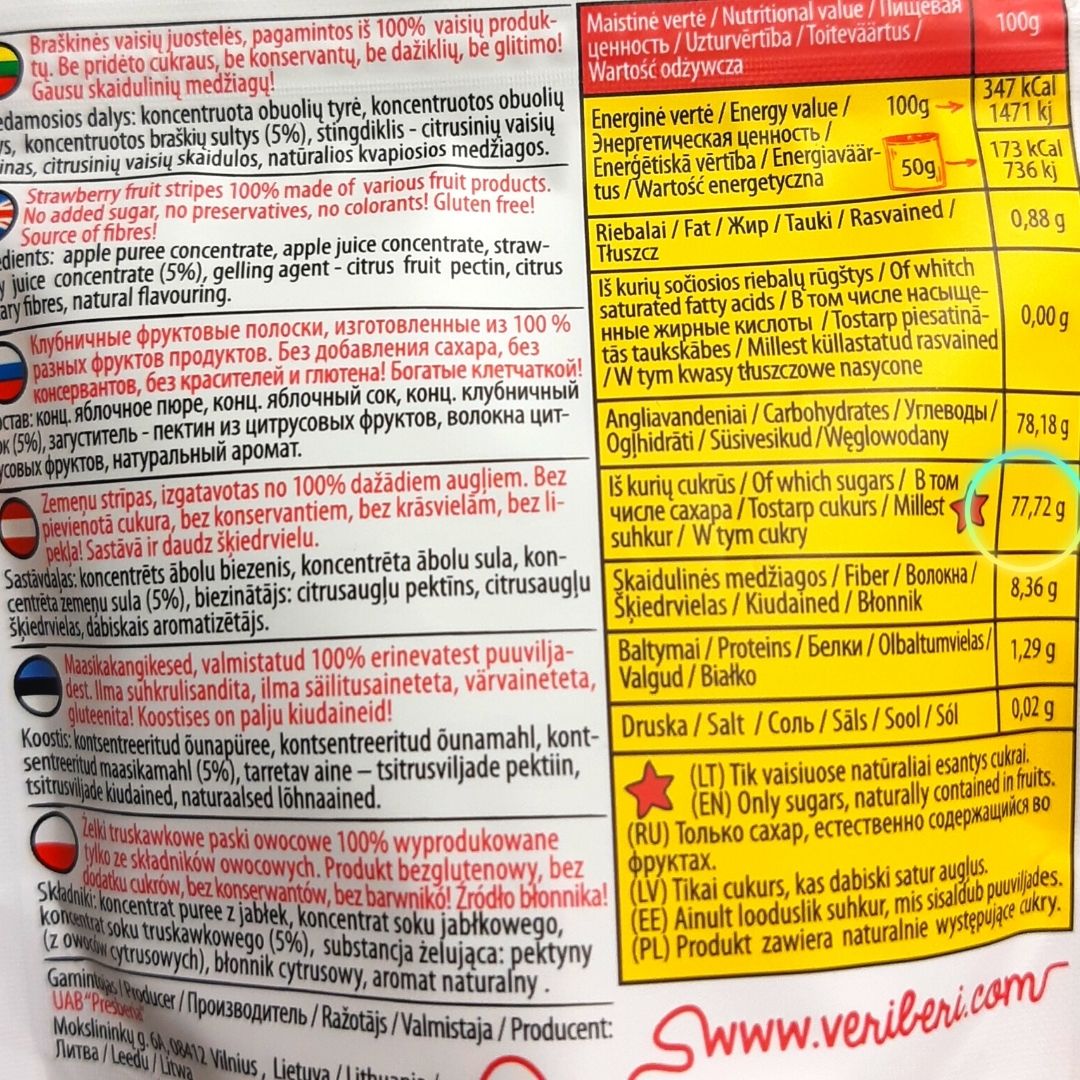 Braškinės vaisių juostelės, pagamintos iš 100% vaisių produk-
tų. Be pridėto cukraus, be konservantų, be dažiklių, be glitimo!
Gausu skaidulinių medžiagų!
edamosios dalys: koncentruota obuolių tyrė, koncentruotos obuolių
s, koncentruotos braškių sultys (5%), stingdiklis - citrusinių vaisių
inas, citrusinių vaisių skaidulos, natūralios kvapiosios medžiagos.
Strawberry fruit stripes 100% made of various fruit products.
No added sugar, no preservatives, no colorants! Gluten free!
Source of fibres!
edients: apple puree concentrate, apple juice concentrate, straw-
y juice concentrate (5%), gelling agent - citrus fruit pectin, citrus
ary fibres, natural flavouring.
Клубничные фруктовые полоски, изготовленные из 100 %
разных фруктов продуктов. Без добавления сахара, без
консервантов, без красителей и глютена! Богатые клетчаткой!
остав: конц. яблочное пюре, конц. яблочный сок, конц. клубничный
ок (5%), загуститель - пектин из цитрусовых фруктов, волокна цит-
усовых фруктов, натуральный аромат.
Zemeņu strīpas, izgatavotas no 100% dažādiem augļiem. Bez
pievienotā cukura, bez konservantiem, bez krāsvielām, bez li-
pekļa! Sastāvā ir daudz šķiedrvielu.
Sastāvdaļas: koncentrēts ābolu biezenis, koncentrēta ābolu sula, kon-
centrēta zemeņu sula (5%), biezinātājs: citrusaugļu pektīns, citrusaugļu
šķiedrvielas, dabiskais aromatizētājs.
Maasikakangikesed, valmistatud 100% erinevatest puuvilja-
dest. Ilma suhkrulisandita, ilma säilitusaineteta, värvaineteta,
gluteenita! Koostises on palju kiudaineid!
Koostis: kontsentreeritud õunapüree, kontsentreeritud õunamahl, kont-
sentreeritud maasikamahl (5%), tarretav aine – tsitrusviljade pektiin,
tsitrusviljade kiudained, naturaalsed lõhnaained.
Żelki truskawkowe paski owocowe 100% wyprodukowane
tylko ze składników owocowych. Produkt bezglutenowy, bez
dodatku cukrów, bez konserwantów, bez barwnikó! Źródło błonnika!
Składniki: koncentrat puree z jabłek, koncentrat soku jabłkowego,
koncentrat soku truskawkowego (5%), substancja żelująca: pektyny
(z owoców cytrusowych), błonnik cytrusowy, aromat naturalny.
Gamintojas / Producer / Производитель / Ražotājs / Valmistaja / Producent:
UAB "Presbena"
Mokslininkų g. 6A, 08412 Vilnius, Lietuva / Lithuania /
Литва / Leedu / Litwa
Maistinė vertė / Nutritional value / Пищевая
ценность / Uzturvērtība / Toiteväärtus /
Wartość odżywcza
100g
Energinė vertė / Energy value /
Энергетическая ценность /
Enerģētiskā vērtība / Energiaväär-
tus / Wartość energetyczna
100g
347 kCal
1471 kj
50g
173 kCal
736 kj
Riebalai / Fat / Жир / Tauki / Rasvained /
Tłuszcz
0,88 g
Iš kurių sočiosios riebalų rūgštys / Of whitch
saturated fatty acids / В том числе насыще-
нные жирные кислоты / Tostarp piesatinā-
tās taukskābes / Millest küllastatud rasvained
/ W tym kwasy tłuszczowe nasycone
0,00 g
Angliavandeniai / Carbohydrates / Углеводы /
Ogļhidrāti / Süsivesikud / Węglowodany
78,18 g
Iš kurių cukrūs / Of which sugars / В том
числе сахара / Tostarp cukurs / Millest
suhkur / W tym cukry
77,72 g
Skaidulinės medžiagos / Fiber / Волокна /
Šķiedrvielas / Kiudained / Błonnik
8,36 g
Baltymai / Proteins / Белки / Olbaltumvielas /
Valgud / Białko
1,29 g
Druska / Salt / Соль / Sāls / Sool / Sól
0,02 g
(LT) Tik vaisiuose natūraliai esantys cukrai.
(EN) Only sugars, naturally contained in fruits.
(RU) Только сахар, естественно содержащийся во
фруктах.
(LV) Tikai cukurs, kas dabiski satur augļus.
(EE) Ainult looduslik suhkur, mis sisaldub puuviljades.
(PL) Produkt zawiera naturalnie występujące cukry.
www.veriberi.com